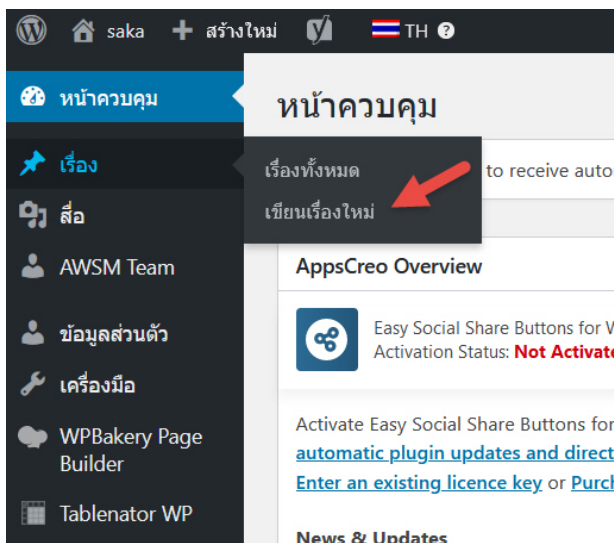 saka + สร้างใหม่ TH
หน้าควบคุม
หน้าควบคุม
เรื่อง
เรื่องทั้งหมด
to receive auto
เขียนเรื่องใหม่
สื่อ
AWSM Team
AppsCreo Overview
ข้อมูลส่วนตัว
Easy Social Share Buttons for W
Activation Status: Not Activate
เครื่องมือ
WPBakery Page
Builder
Activate Easy Social Share Buttons for
automatic plugin updates and direct
Enter an existing licence key or Purch
Tablenator WP
News & Updates